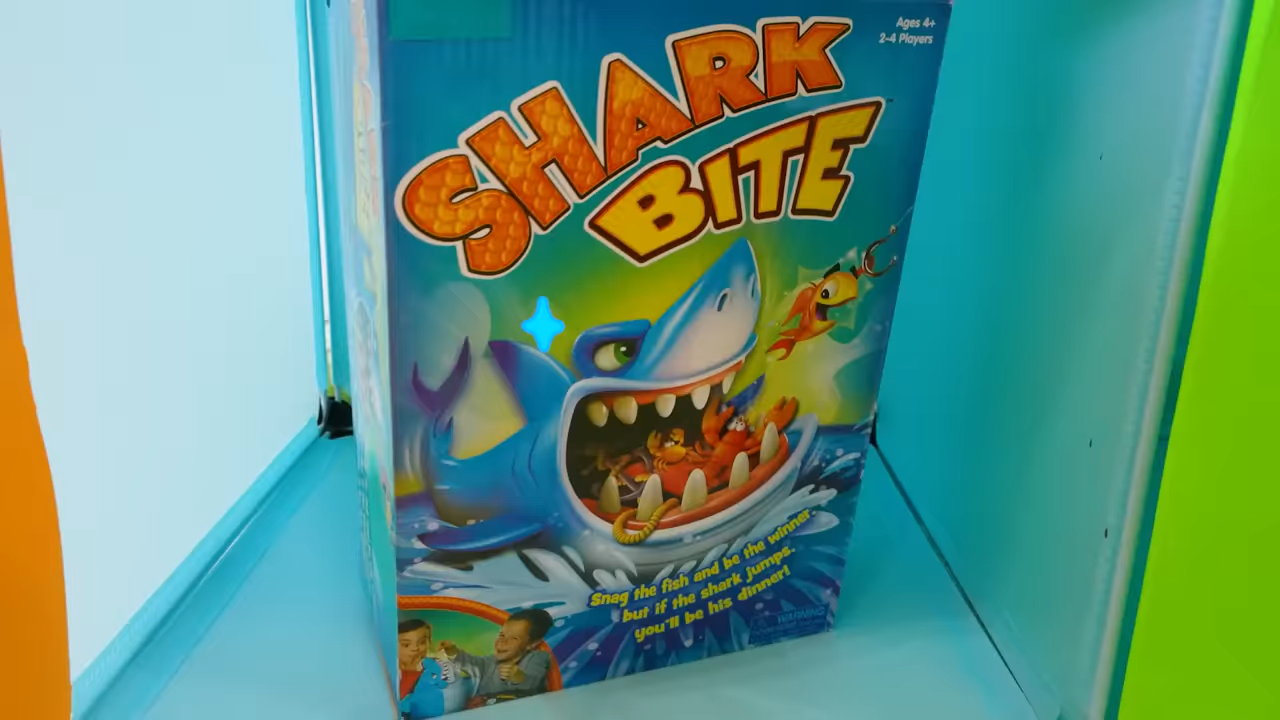 Ages 4+
2-4 Players
SHARK
BITE
Snag the fish and be the winner.
but if the shark jumps.
you'll be his dinner!
WARNING